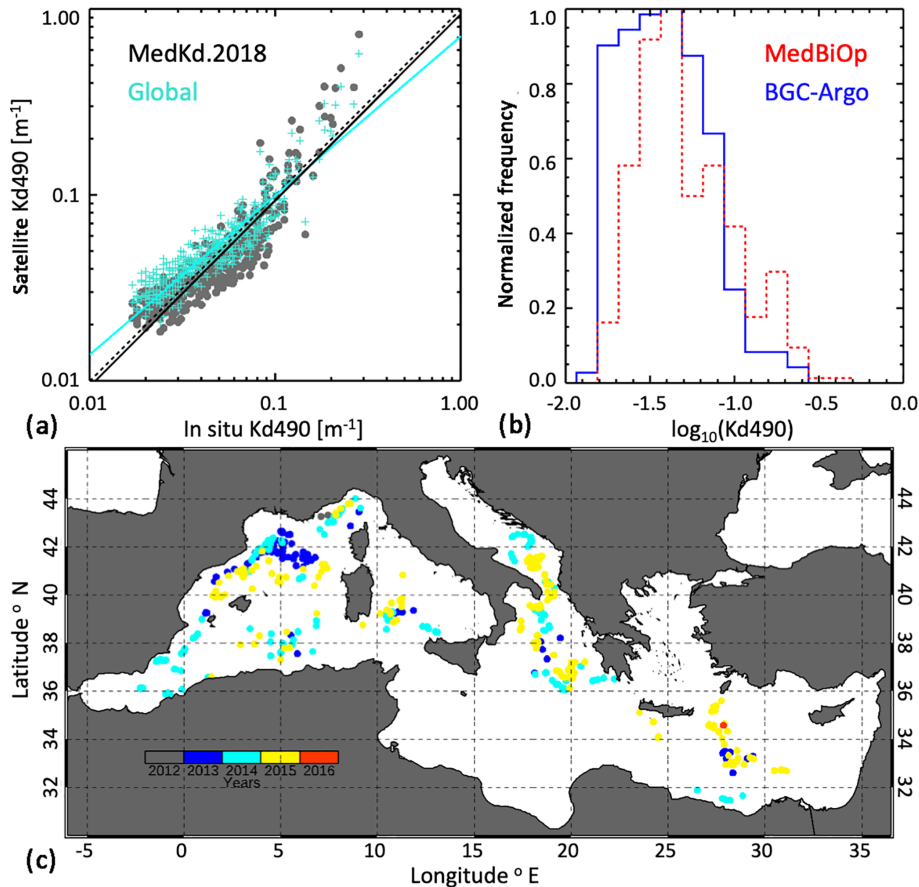 1.00
MedKd.2018
Global
Satellite Kd490 [m⁻¹]
0.1
0.01
0.01 0.1 1.00
(a) In situ Kd490 [m⁻¹]
1.0
MedBiOp
BGC-Argo
0.8
0.6
Normalized frequency
0.4
0.2
0.0
-2.0 -1.5 -1.0 -0.5 0.0
(b) log₁₀(Kd490)
44 44
42 42
40 40
Latitude ° N
38 38
36 36
34 34
32 32
2012 2013 2014 2015 2016
Years
-5 0 5 10 15 20 25 30 35
(c) Longitude ° E